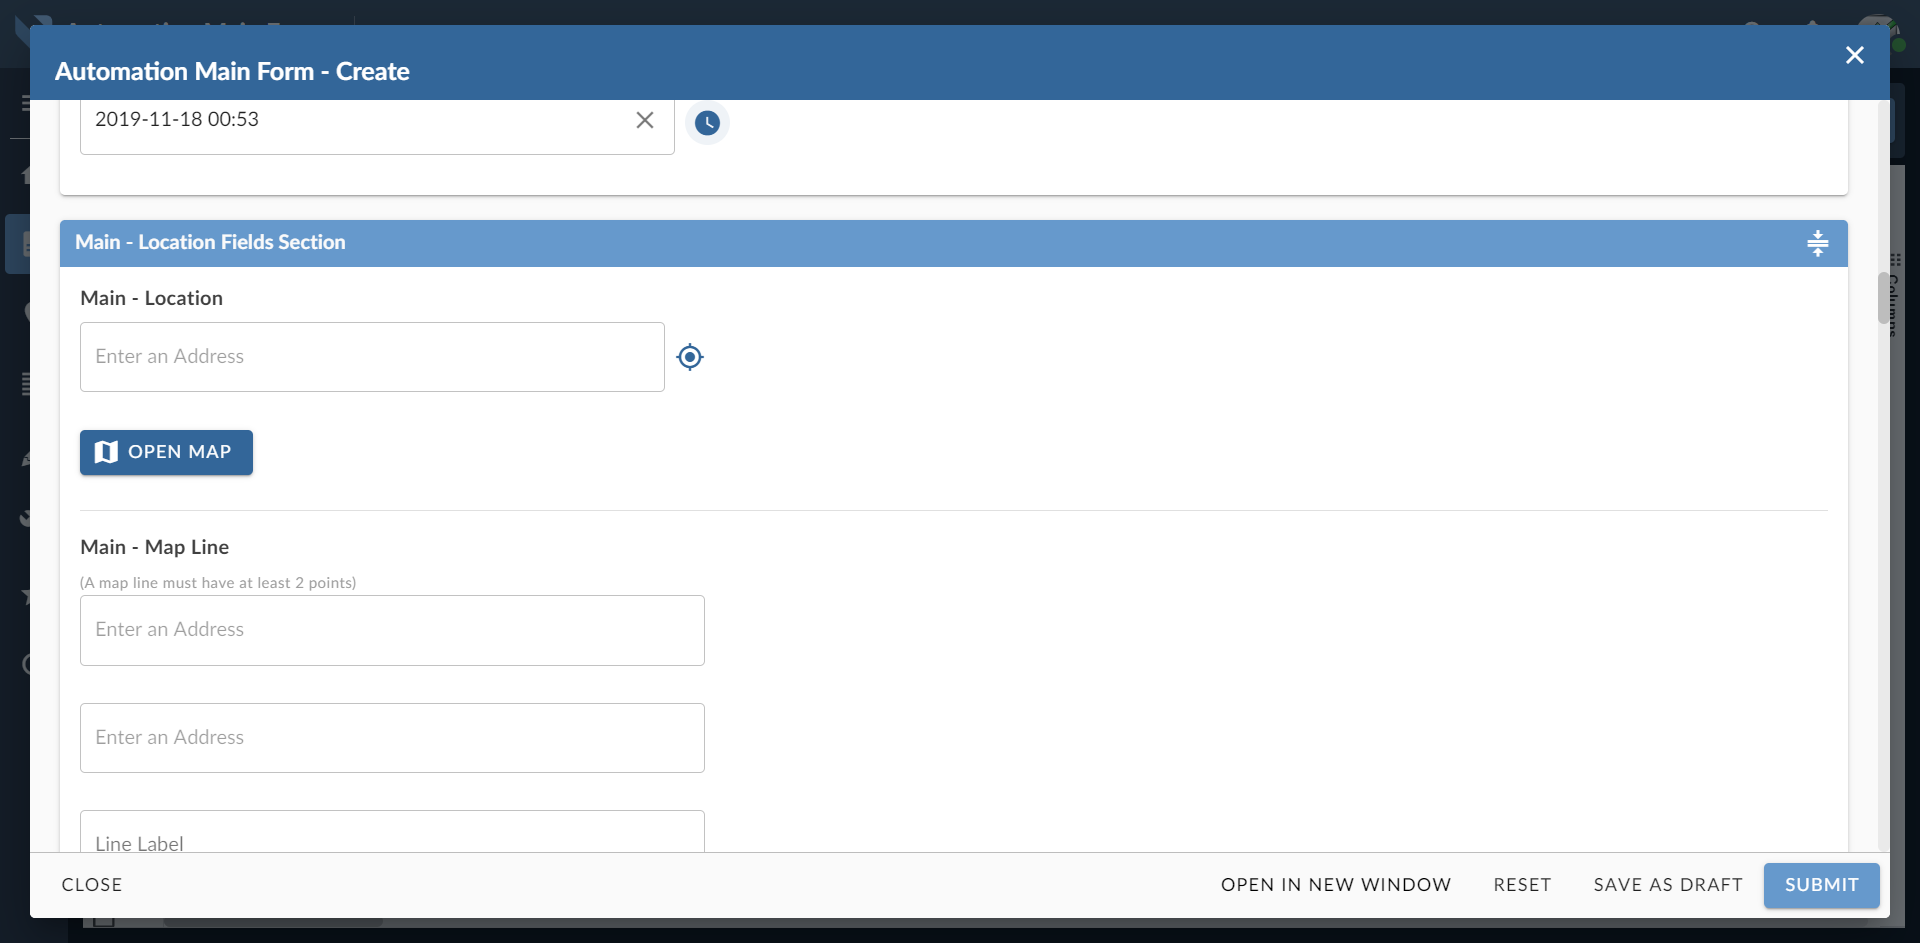 Automation Main Form - Create
2019-11-18 00:53
Main - Location Fields Section
Main - Location
Enter an Address
OPEN MAP
Main - Map Line
(A map line must have at least 2 points)
Enter an Address
Enter an Address
Line Label
Columns
CLOSE
OPEN IN NEW WINDOW
RESET
SAVE AS DRAFT
SUBMIT